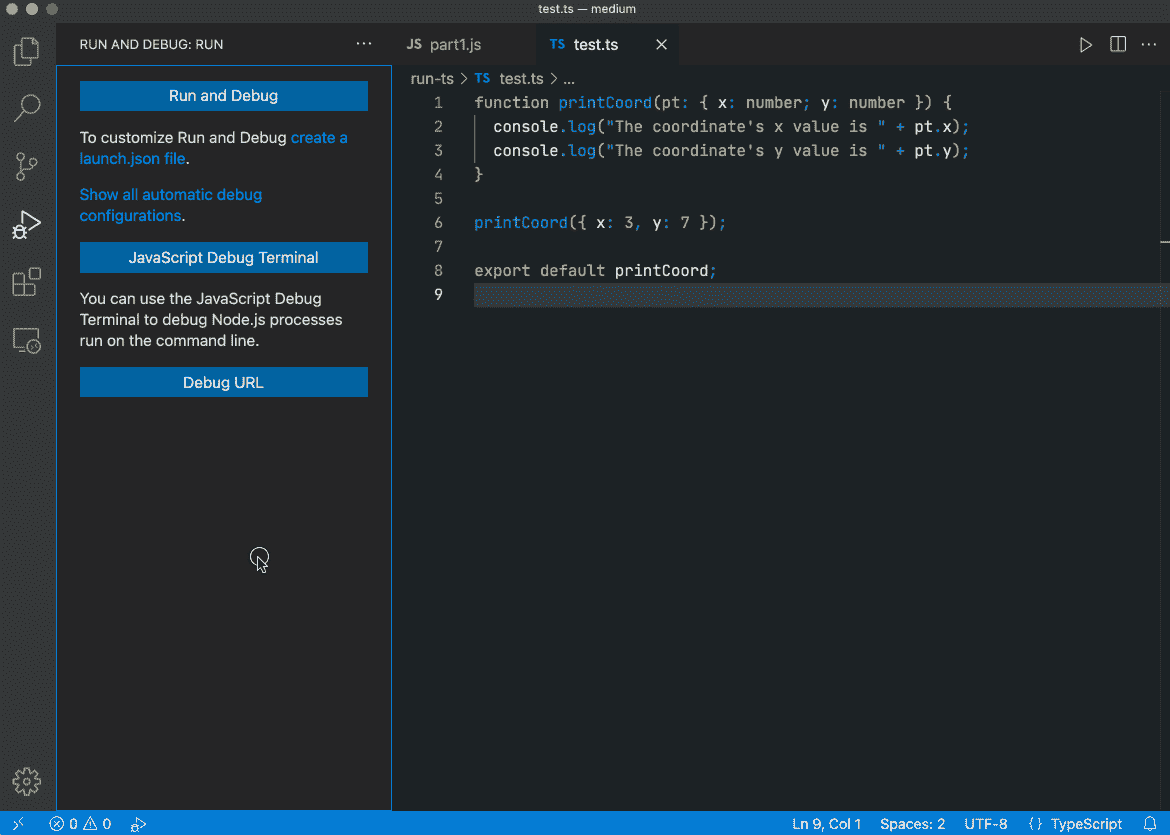 test.ts — medium
RUN AND DEBUG: RUN
Run and Debug
To customize Run and Debug create a
launch.json file.
Show all automatic debug
configurations.
JavaScript Debug Terminal
You can use the JavaScript Debug
Terminal to debug Node.js processes
run on the command line.
Debug URL
JS part1.js
TS test.ts
run-ts > TS test.ts > ...
1 function printCoord(pt: { x: number; y: number }) {
2 console.log("The coordinate's x value is " + pt.x);
3 console.log("The coordinate's y value is " + pt.y);
4 }
5
6 printCoord({ x: 3, y: 7 });
7
8 export default printCoord;
9
0 0
Ln 9, Col 1 Spaces: 2 UTF-8 {} TypeScript